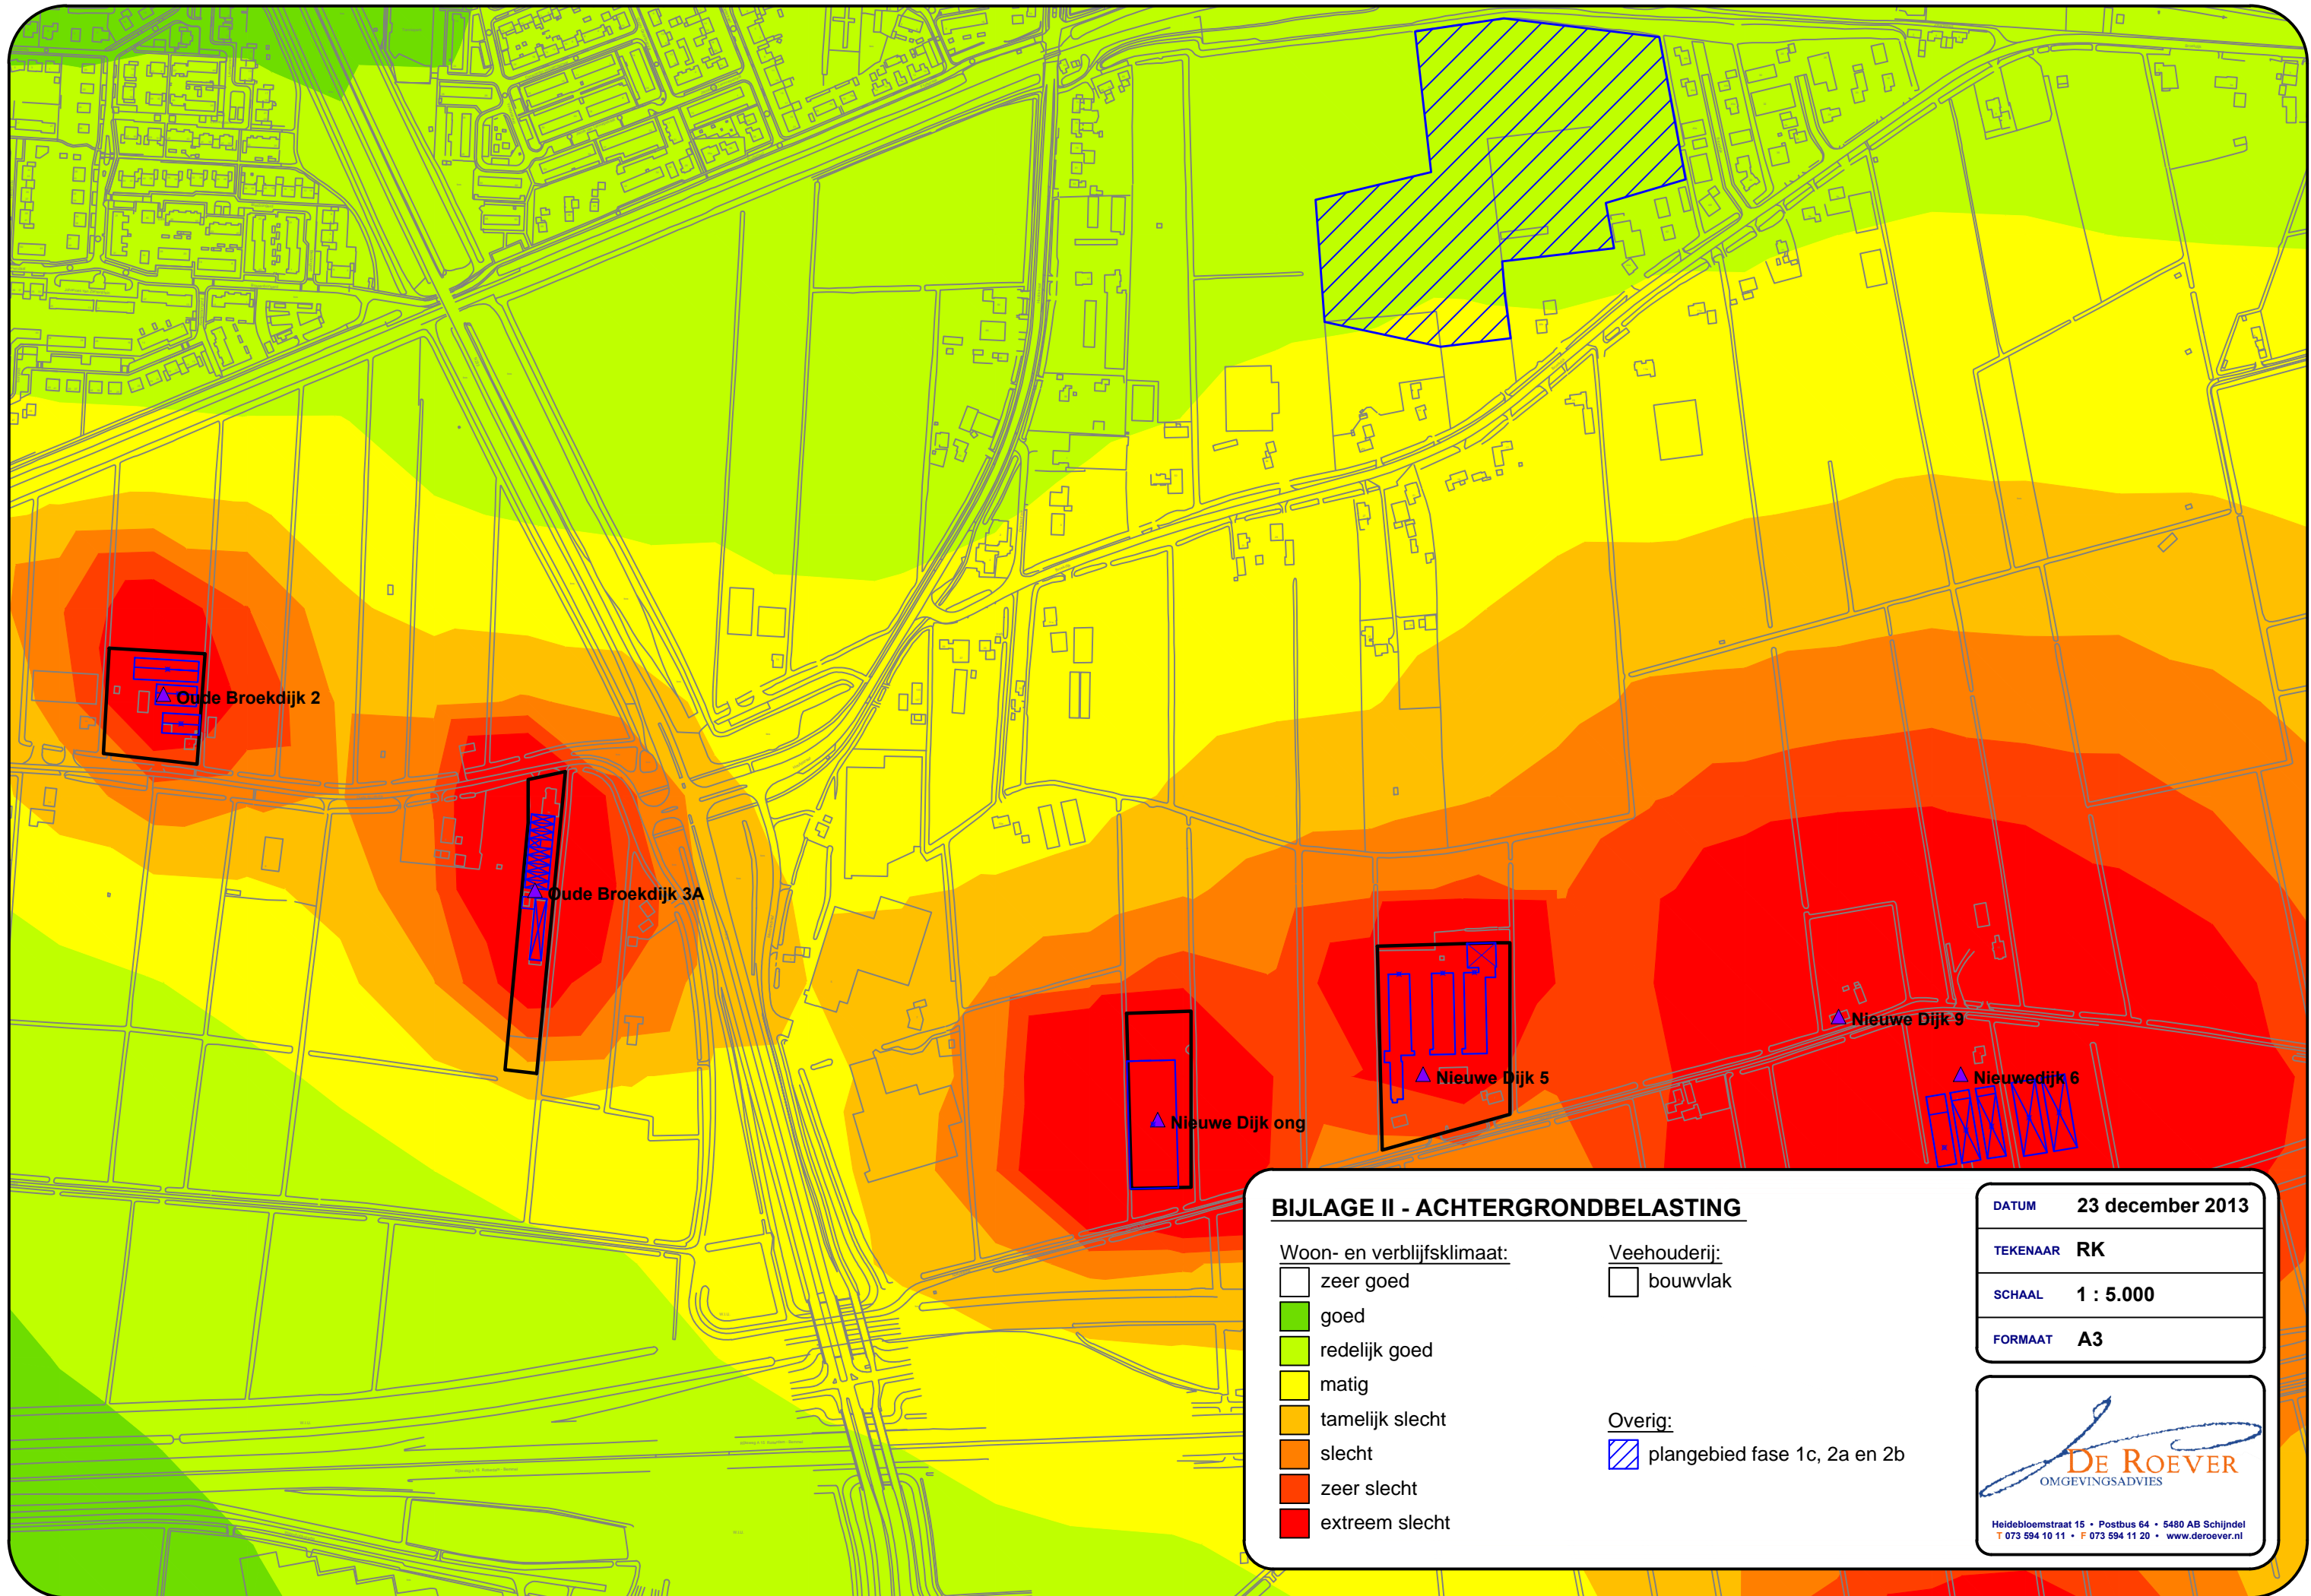 Oude Broekdijk 2
Oude Broekdijk 3A
Nieuwe Dijk 9
Nieuwe Dijk 5
Nieuwedijk 6
Nieuwe Dijk ong
BIJLAGE II - ACHTERGRONDBELASTING
Woon- en verblijfsklimaat:
zeer goed
goed
redelijk goed
matig
tamelijk slecht
slecht
zeer slecht
extreem slecht
Veehouderij:
bouwvlak
Overig:
plangebied fase 1c, 2a en 2b
DATUM 23 december 2013
TEKENAAR RK
SCHAAL 1 : 5.000
FORMAAT A3
DE ROEVER
OMGEVINGSADVIES
Heidebloemstraat 15 • Postbus 64 • 5480 AB Schijndel
T 073 594 10 11 • F 073 594 11 20 • www.deroever.nl